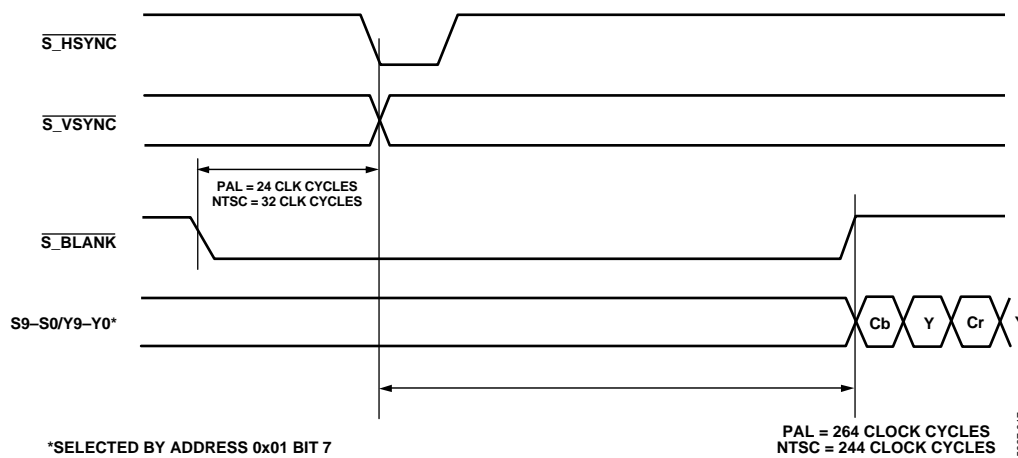 S_HSYNC
S_VSYNC
PAL = 24 CLK CYCLES
NTSC = 32 CLK CYCLES
S_BLANK
S9–S0/Y9–Y0*
Cb Y Cr Y
*SELECTED BY ADDRESS 0x01 BIT 7
PAL = 264 CLOCK CYCLES
NTSC = 244 CLOCK CYCLES